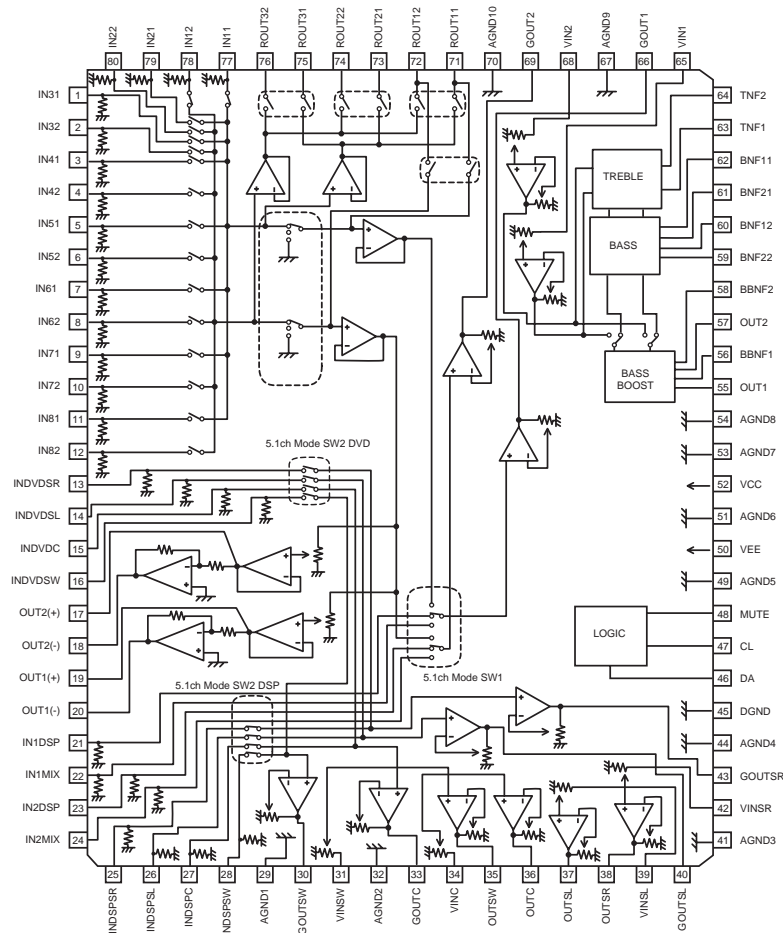 IN22
IN21
IN12
IN11
ROUT32
ROUT31
ROUT22
ROUT21
ROUT12
ROUT11
AGND10
GOUT2
VIN2
AGND9
GOUT1
VIN1
80
79
78
77
76
75
74
73
72
71
70
69
68
67
66
65
IN31 1
IN32 2
IN41 3
IN42 4
IN51 5
IN52 6
IN61 7
IN62 8
IN71 9
IN72 10
IN81 11
IN82 12
INDVDSR 13
INDVDSL 14
INDVDC 15
INDVDSW 16
OUT2(+) 17
OUT2(-) 18
OUT1(+) 19
OUT1(-) 20
IN1DSP 21
IN1MIX 22
IN2DSP 23
IN2MIX 24
TREBLE
BASS
BASS
BOOST
5.1ch Mode SW2 DVD
LOGIC
5.1ch Mode SW1
5.1ch Mode SW2 DSP
64 TNF2
63 TNF1
62 BNF11
61 BNF21
60 BNF12
59 BNF22
58 BBNF2
57 OUT2
56 BBNF1
55 OUT1
54 AGND8
53 AGND7
52 VCC
51 AGND6
50 VEE
49 AGND5
48 MUTE
47 CL
46 DA
45 DGND
44 AGND4
43 GOUTSR
42 VINSR
41 AGND3
25
26
27
28
29
30
31
32
33
34
35
36
37
38
39
40
INDSPSR
INDSPSL
INDSPC
INDSPSW
AGND1
GOUTSW
VINSW
AGND2
GOUTC
VINC
OUTSW
OUTC
OUTSL
OUTSR
VINSL
GOUTSL